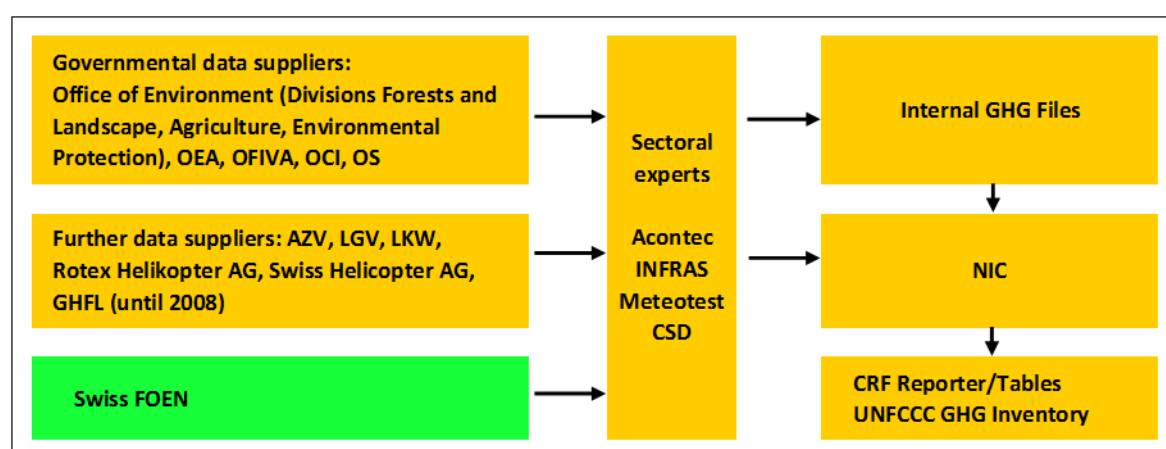 Governmental data suppliers:
Office of Environment (Divisions Forests and
Landscape, Agriculture, Environmental
Protection), OEA, OFIVA, OCI, OS
Further data suppliers: AZV, LGV, LKW,
Rotex Helikopter AG, Swiss Helicopter AG,
GHFL (until 2008)
Swiss FOEN
Sectoral
experts
Acontec
INFRAS
Meteotest
CSD
Internal GHG Files
NIC
CRF Reporter/Tables
UNFCCC GHG Inventory